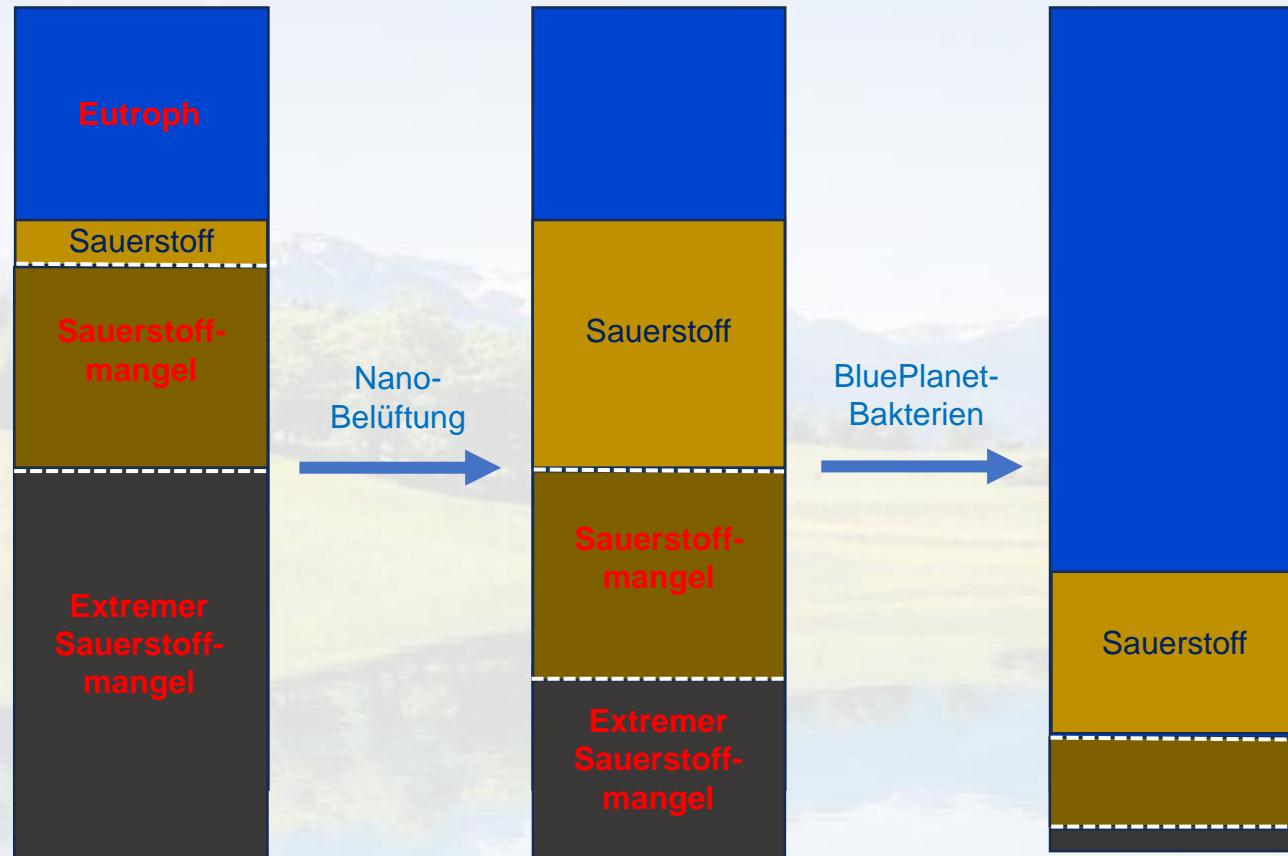 Eutroph
Sauerstoff
Sauerstoff-
mangel
Extremer
Sauerstoff-
mangel
Nano-
Belüftung
Sauerstoff
Sauerstoff-
mangel
Extremer
Sauerstoff-
mangel
BluePlanet-
Bakterien
Sauerstoff